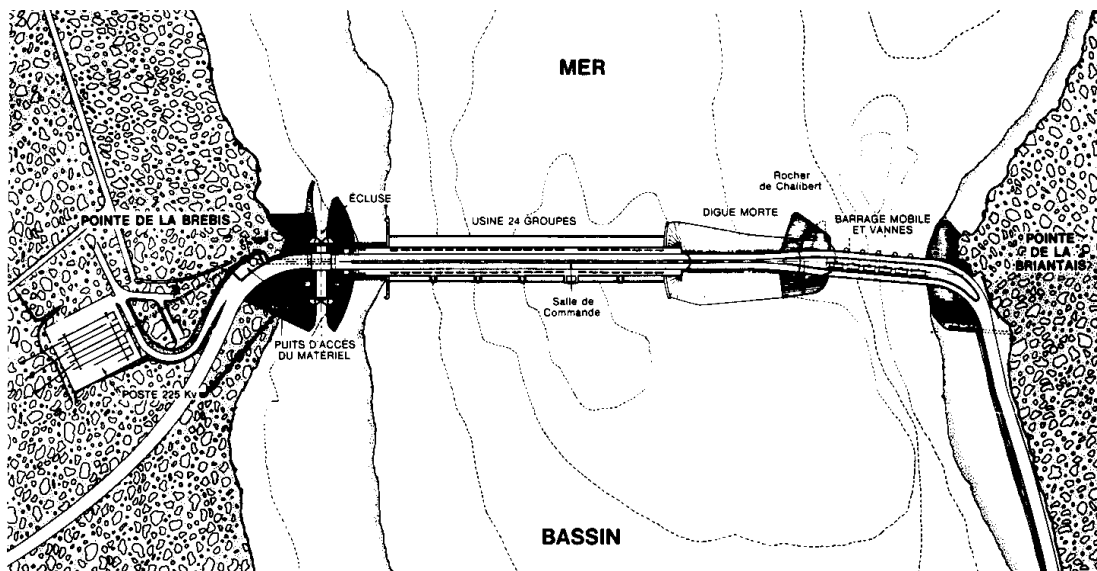 MER
Rocher
de Chalibert
ÉCLUSE
POINTE DE LA BREBIS
USINE 24 GROUPES
DIGUE MORTE
BARRAGE MOBILE
ET VANNES
POINTE
DE LA
BRIANTAIS
Salle de
Commande
PUITS D'ACCÈS
DU MATÉRIEL
POSTE 225 Kv
BASSIN